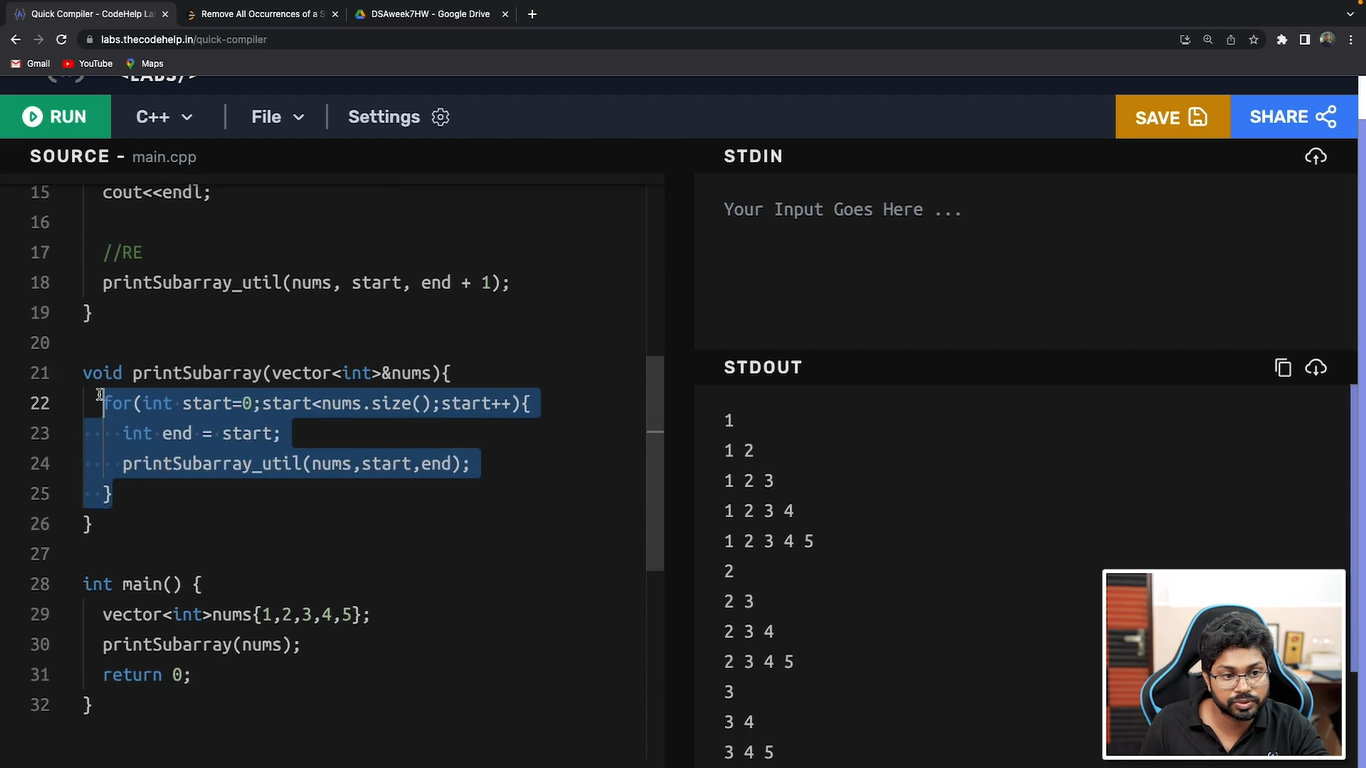 Quick Compiler - CodeHelp La
Remove All Occurrences of a S
DSAweek7HW - Google Drive
labs.thecodehelp.in/quick-compiler
Gmail
YouTube
Maps
<LABS/>
RUN
C++
File
Settings
SAVE
SHARE
SOURCE - main.cpp
15 cout<<endl;
16
17 //RE
18 printSubarray_util(nums, start, end + 1);
19 }
20
21 void printSubarray(vector<int>&nums){
22 for(int start=0;start<nums.size();start++){
23 int end = start;
24 printSubarray_util(nums,start,end);
25 }
26 }
27
28 int main() {
29 vector<int>nums{1,2,3,4,5};
30 printSubarray(nums);
31 return 0;
32 }
STDIN
Your Input Goes Here ...
STDOUT
1
1 2
1 2 3
1 2 3 4
1 2 3 4 5
2
2 3
2 3 4
2 3 4 5
3
3 4
3 4 5